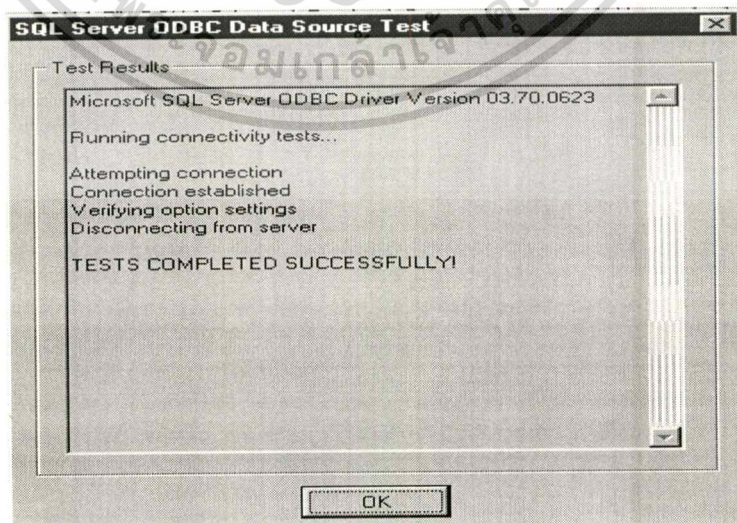 SQL Server ODBC Data Source Test
Test Results
Microsoft SQL Server ODBC Driver Version 03.70.0623
Running connectivity tests...
Attempting connection
Connection established
Verifying option settings
Disconnecting from server
TESTS COMPLETED SUCCESSFULLY!
OK